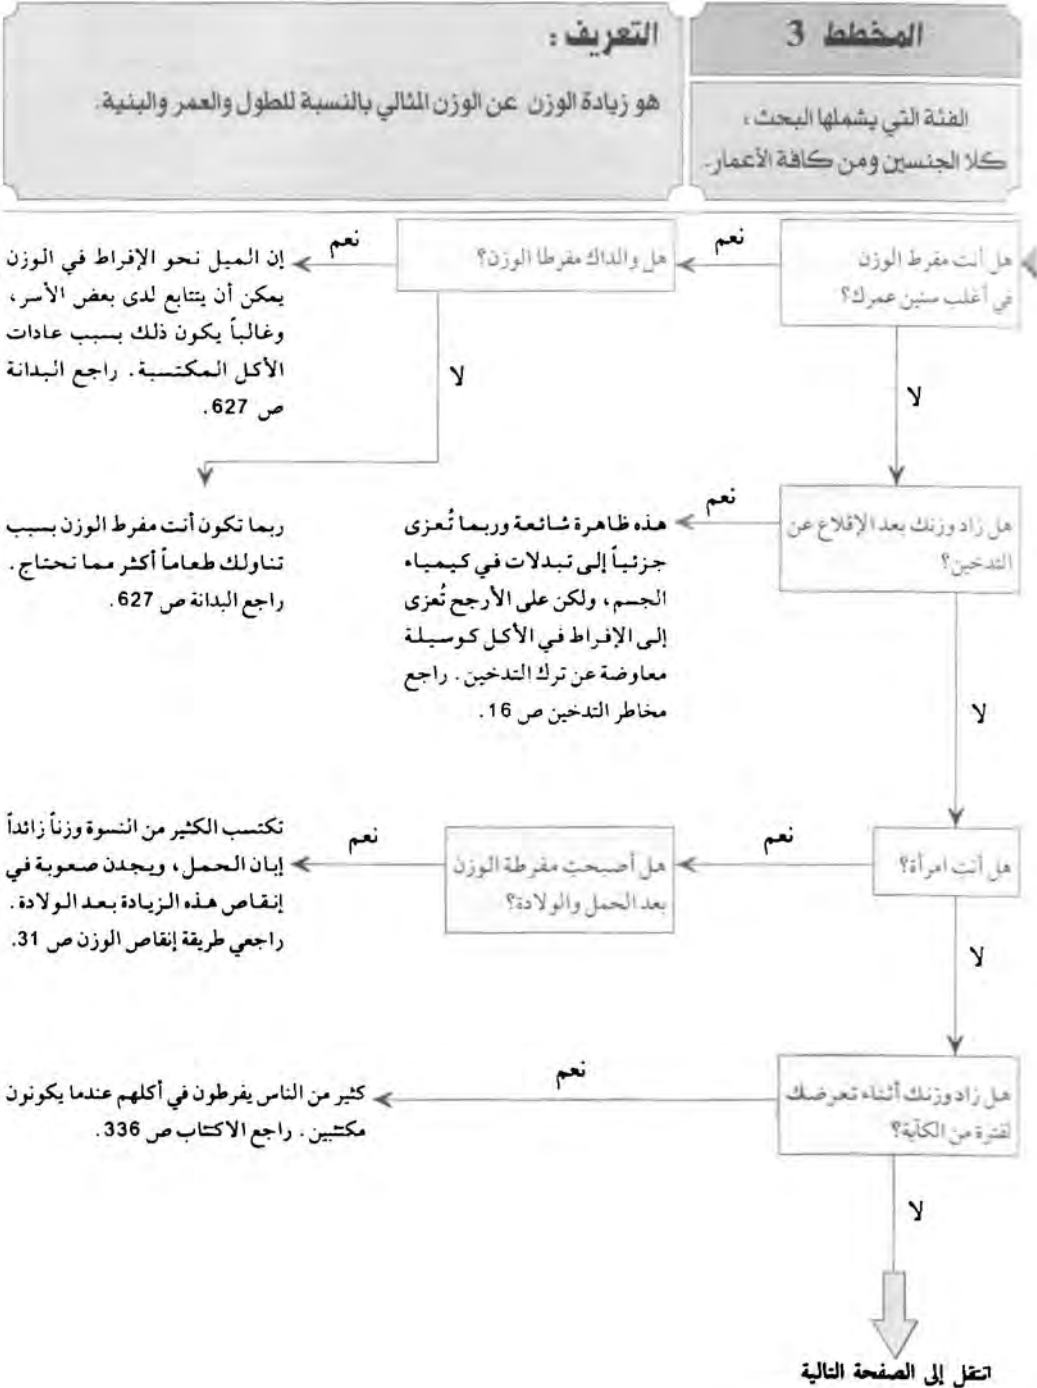 المخطط 3
الفئة التي يشملها البحث،
كلا الجنسين ومن كافة الأعمار.
التعريف :
هو زيادة الوزن عن الوزن المثالي بالنسبة للطول والعمر والبنية.
هل أنت مفرط الوزن
في أغلب سنين عمرك؟
نعم
هل والداك مفرطا الوزن؟
نعم
إن الميل نحو الإفراط في الوزن
يمكن أن يتتابع لدى بعض الأسر،
وغالباً يكون ذلك بسبب عادات
الأكل المكتسبة. راجع البدانة
ص 627.
لا
لا
هل زاد وزنك بعد الإقلاع عن
التدخين؟
نعم
هذه ظاهرة شائعة وربما تُعزى
جزئياً إلى تبدلات في كيمياء
الجسم، ولكن على الأرجح تُعزى
إلى الإفراط في الأكل كوسيلة
معاوضة عن ترك التدخين. راجع
مخاطر التدخين ص 16.
ربما تكون أنت مفرط الوزن بسبب
تناولك طعاماً أكثر مما تحتاج.
راجع البدانة ص 627.
لا
هل أنتِ امرأة؟
نعم
هل أصبحتِ مفرطة الوزن
بعد الحمل والولادة؟
نعم
تكتسب الكثير من النسوة وزناً زائداً
إبان الحمل، ويجدن صعوبة في
إنقاص هذه الزيادة بعد الولادة.
راجعي طريقة إنقاص الوزن ص 31.
لا
هل زاد وزنك أثناء تعرضك
لفترة من الكآبة؟
نعم
كثير من الناس يفرطون في أكلهم عندما يكونون
مكتئبين. راجع الاكتئاب ص 336.
لا
انتقل إلى الصفحة التالية